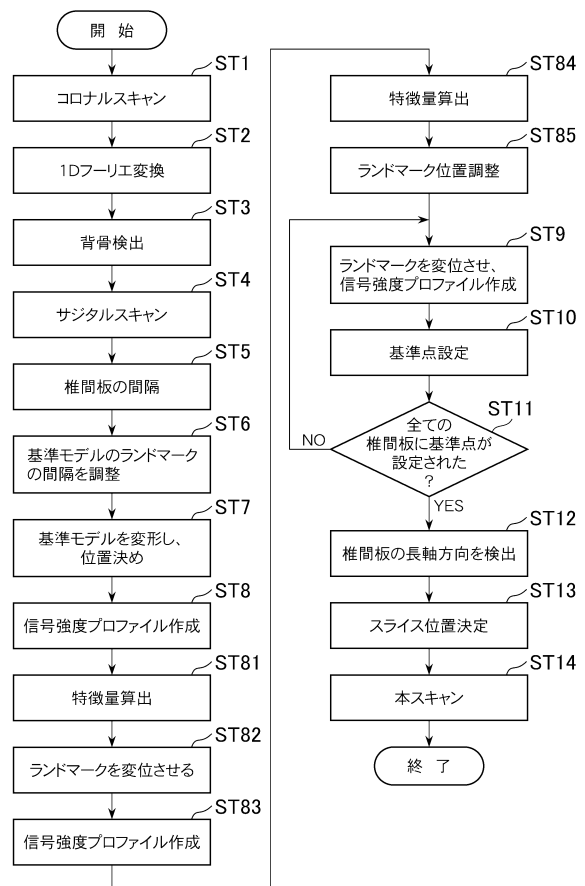 開 始
ST1
コロナルスキャン
ST2
1Dフーリエ変換
ST3
背骨検出
ST4
サジタルスキャン
ST5
椎間板の間隔
ST6
基準モデルのランドマーク
の間隔を調整
ST7
基準モデルを変形し、
位置決め
ST8
信号強度プロファイル作成
ST81
特徴量算出
ST82
ランドマークを変位させる
ST83
信号強度プロファイル作成
ST84
特徴量算出
ST85
ランドマーク位置調整
ST9
ランドマークを変位させ、
信号強度プロファイル作成
ST10
基準点設定
ST11
全ての
椎間板に基準点が
設定された
?
NO
YES
ST12
椎間板の長軸方向を検出
ST13
スライス位置決定
ST14
本スキャン
終 了